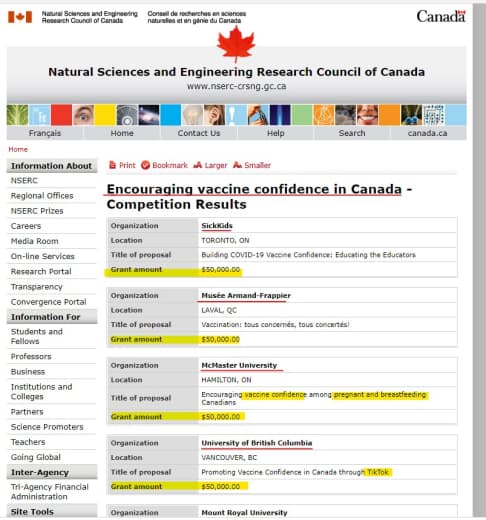 Natural Sciences and Engineering Research Council of Canada
Conseil de recherches en sciences naturelles et en génie du Canada
Canada
Natural Sciences and Engineering Research Council of Canada
www.nserc-crsng.gc.ca
Français Home Contact Us Help Search canada.ca
Home
Information About
NSERC
Regional Offices
NSERC Prizes
Careers
Media Room
On-line Services
Research Portal
Transparency
Convergence Portal
Information For
Students and
Fellows
Professors
Business
Institutions and
Colleges
Partners
Science Promoters
Teachers
Going Global
Inter-Agency
Tri-Agency Financial
Administration
Site Tools
Print Bookmark A Larger A Smaller
Encouraging vaccine confidence in Canada -
Competition Results
Organization SickKids
Location TORONTO, ON
Title of proposal Building COVID-19 Vaccine Confidence: Educating the Educators
Grant amount $50,000.00
Organization Musée Armand-Frappier
Location LAVAL, QC
Title of proposal Vaccination: tous concernés, tous concertés!
Grant amount $50,000.00
Organization McMaster University
Location HAMILTON, ON
Title of proposal Encouraging vaccine confidence among pregnant and breastfeeding
Canadians
Grant amount $50,000.00
Organization University of British Columbia
Location VANCOUVER, BC
Title of proposal Promoting Vaccine Confidence in Canada through TikTok
Grant amount $50,000.00
Organization Mount Royal University